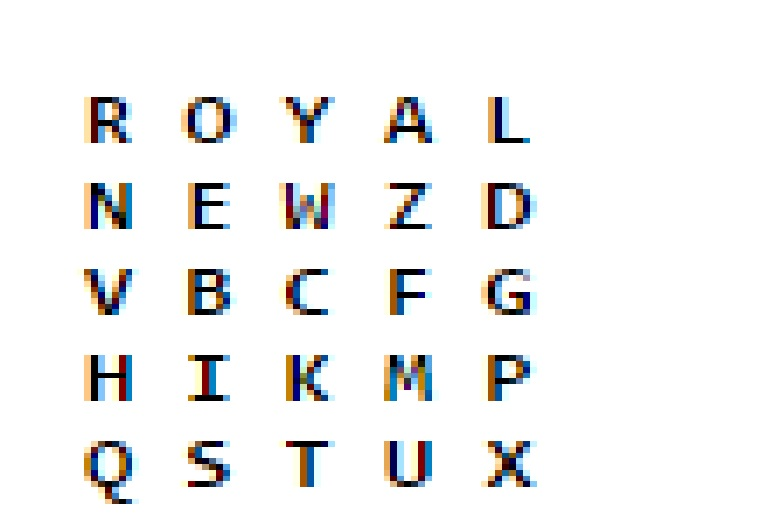 R O Y A L
N E W Z D
V B C F G
H I K M P
Q S T U X